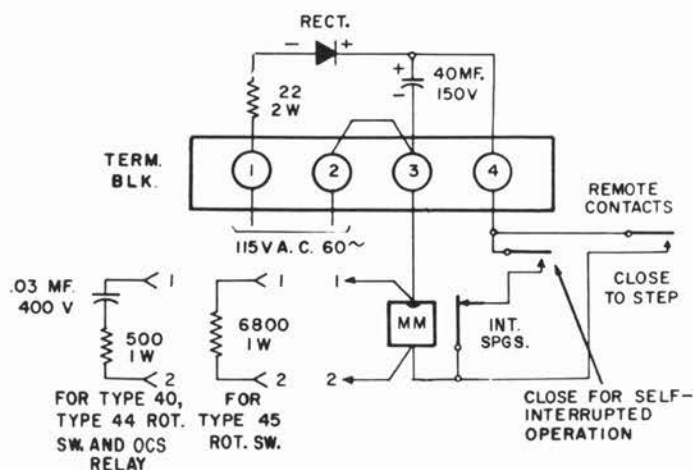 RECT.
- +
+
-
40MF.
150V
22
2W
TERM.
BLK.
1 2 3 4
REMOTE
CONTACTS
115V A. C. 60~
CLOSE
TO STEP
.03 MF.
400 V
1
500
1W
2
1
6800
1W
2
1
MM
2
INT.
SPGS.
FOR TYPE 40,
TYPE 44 ROT.
SW. AND OCS
RELAY
FOR
TYPE 45
ROT. SW.
CLOSE FOR SELF-
INTERRUPTED
OPERATION